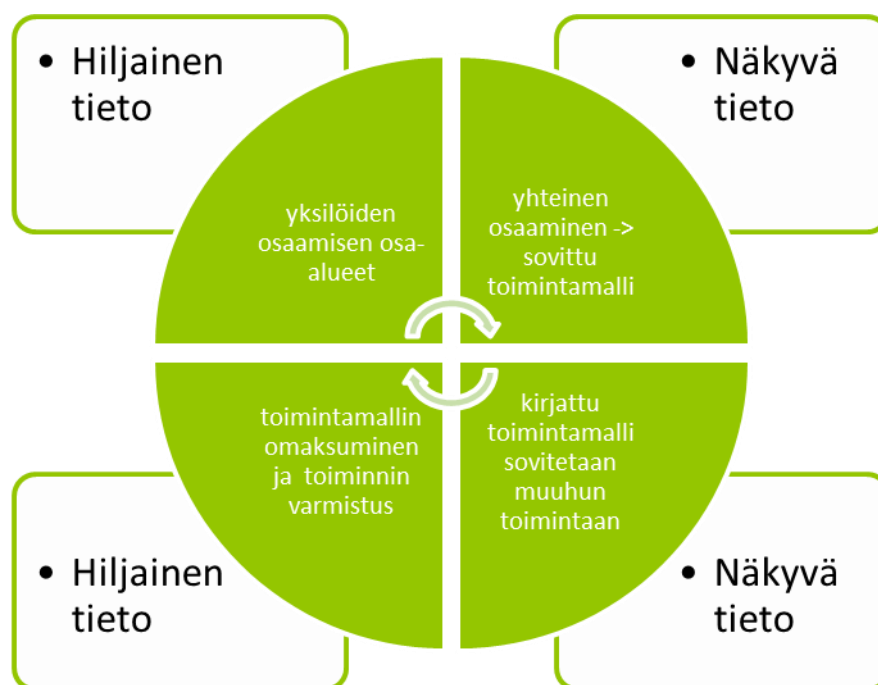 • Hiljainen
tieto
• Näkyvä
tieto
yksilöiden
osaamisen osa-
alueet
yhteinen
osaaminen ->
sovittu
toimintamalli
toimintamallin
omaksuminen
ja toiminnin
varmistus
kirjattu
toimintamalli
sovitetaan
muuhun
toimintaan
• Hiljainen
tieto
• Näkyvä
tieto